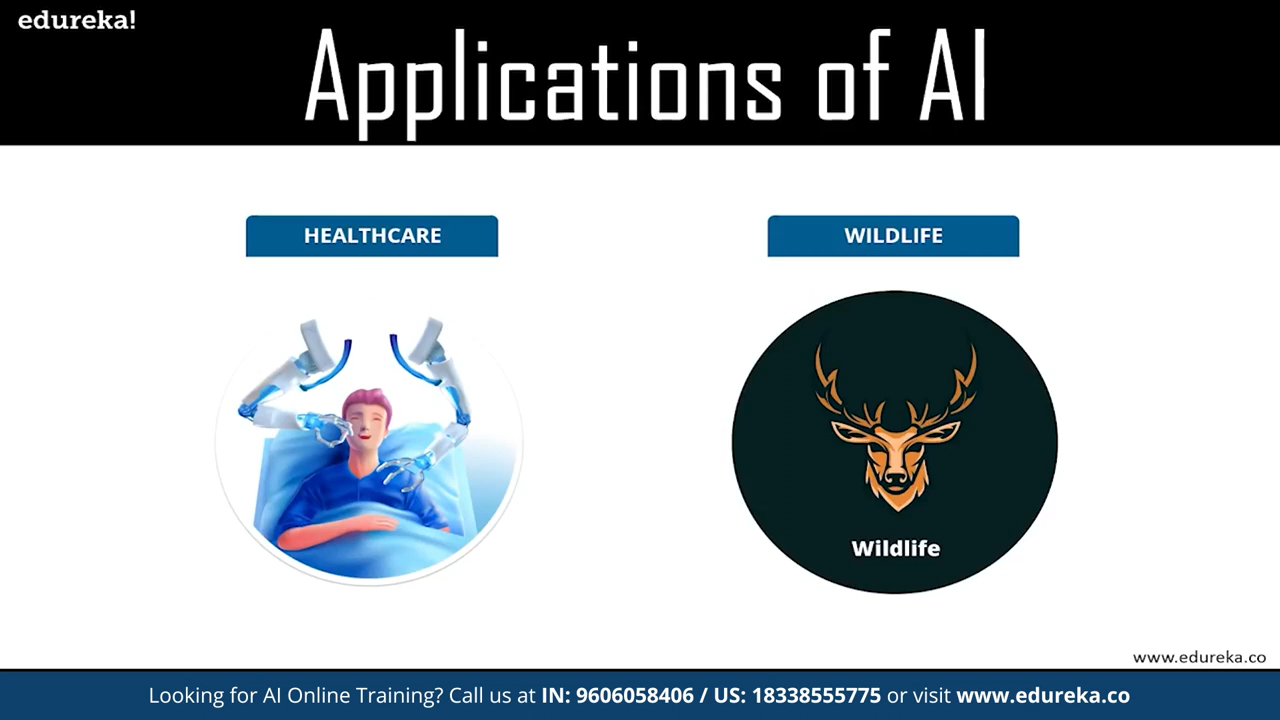 edureka!
Applications of AI
HEALTHCARE
WILDLIFE
Wildlife
www.edureka.co
Looking for AI Online Training? Call us at IN: 9606058406 / US: 18338555775 or visit www.edureka.co